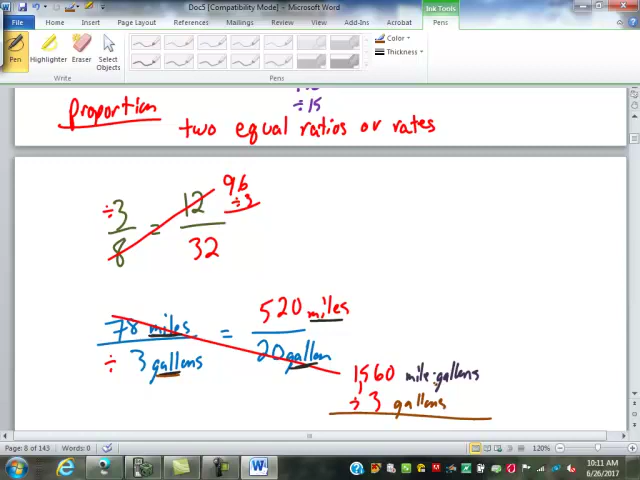 Doc5 [Compatibility Mode] - Microsoft Word
Ink Tools
File Home Insert Page Layout References Mailings Review View Add-Ins Acrobat Pens
Pen Highlighter Eraser Select Objects
Color
Thickness
Write Pens
÷15
Proportion
two equal ratios or rates
96
÷3
÷3 = 12
8 32
78 miles = 520 miles
÷ 3 gallons 20 gallon
1,560 mile·gallons
÷ 3 gallons
Page: 8 of 143 Words: 0 120%
10:11 AM
6/26/2017